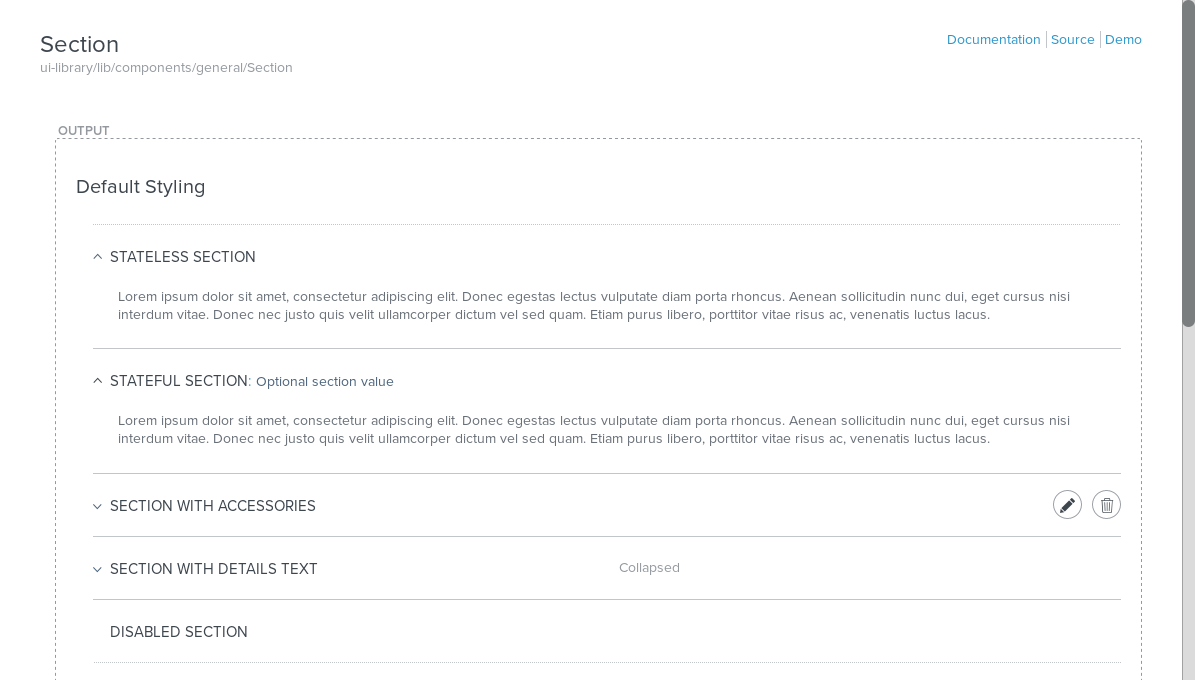 Section
Documentation Source Demo
ui-library/lib/components/general/Section
OUTPUT
Default Styling
STATELESS SECTION
Lorem ipsum dolor sit amet, consectetur adipiscing elit. Donec egestas lectus vulputate diam porta rhoncus. Aenean sollicitudin nunc dui, eget cursus nisi
interdum vitae. Donec nec justo quis velit ullamcorper dictum vel sed quam. Etiam purus libero, porttitor vitae risus ac, venenatis luctus lacus.
STATEFUL SECTION: Optional section value
Lorem ipsum dolor sit amet, consectetur adipiscing elit. Donec egestas lectus vulputate diam porta rhoncus. Aenean sollicitudin nunc dui, eget cursus nisi
interdum vitae. Donec nec justo quis velit ullamcorper dictum vel sed quam. Etiam purus libero, porttitor vitae risus ac, venenatis luctus lacus.
SECTION WITH ACCESSORIES
SECTION WITH DETAILS TEXT Collapsed
DISABLED SECTION